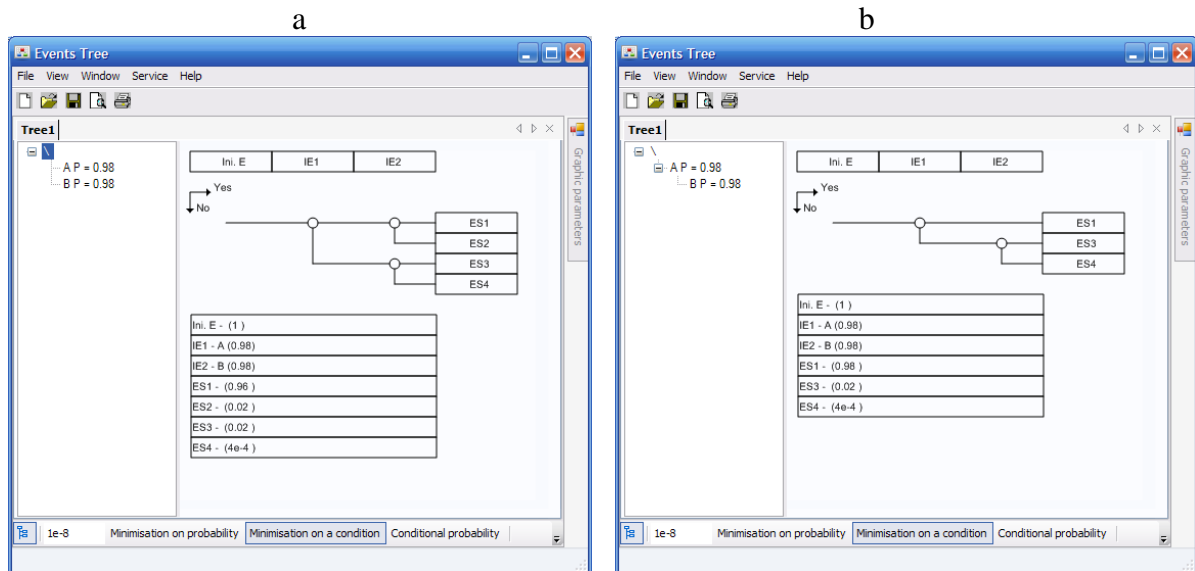 a
Events Tree
File View Window Service Help
Tree1
\
A P = 0.98
B P = 0.98
Ini. E IE1 IE2
Yes
No
ES1
ES2
ES3
ES4
Ini. E - (1 )
IE1 - A (0.98)
IE2 - B (0.98)
ES1 - (0.96 )
ES2 - (0.02 )
ES3 - (0.02 )
ES4 - (4e-4 )
Graphic parameters
1e-8 Minimisation on probability Minimisation on a condition Conditional probability
b
Events Tree
File View Window Service Help
Tree1
\
A P = 0.98
B P = 0.98
Ini. E IE1 IE2
Yes
No
ES1
ES3
ES4
Ini. E - (1 )
IE1 - A (0.98)
IE2 - B (0.98)
ES1 - (0.98 )
ES3 - (0.02 )
ES4 - (4e-4 )
Graphic parameters
1e-8 Minimisation on probability Minimisation on a condition Conditional probability